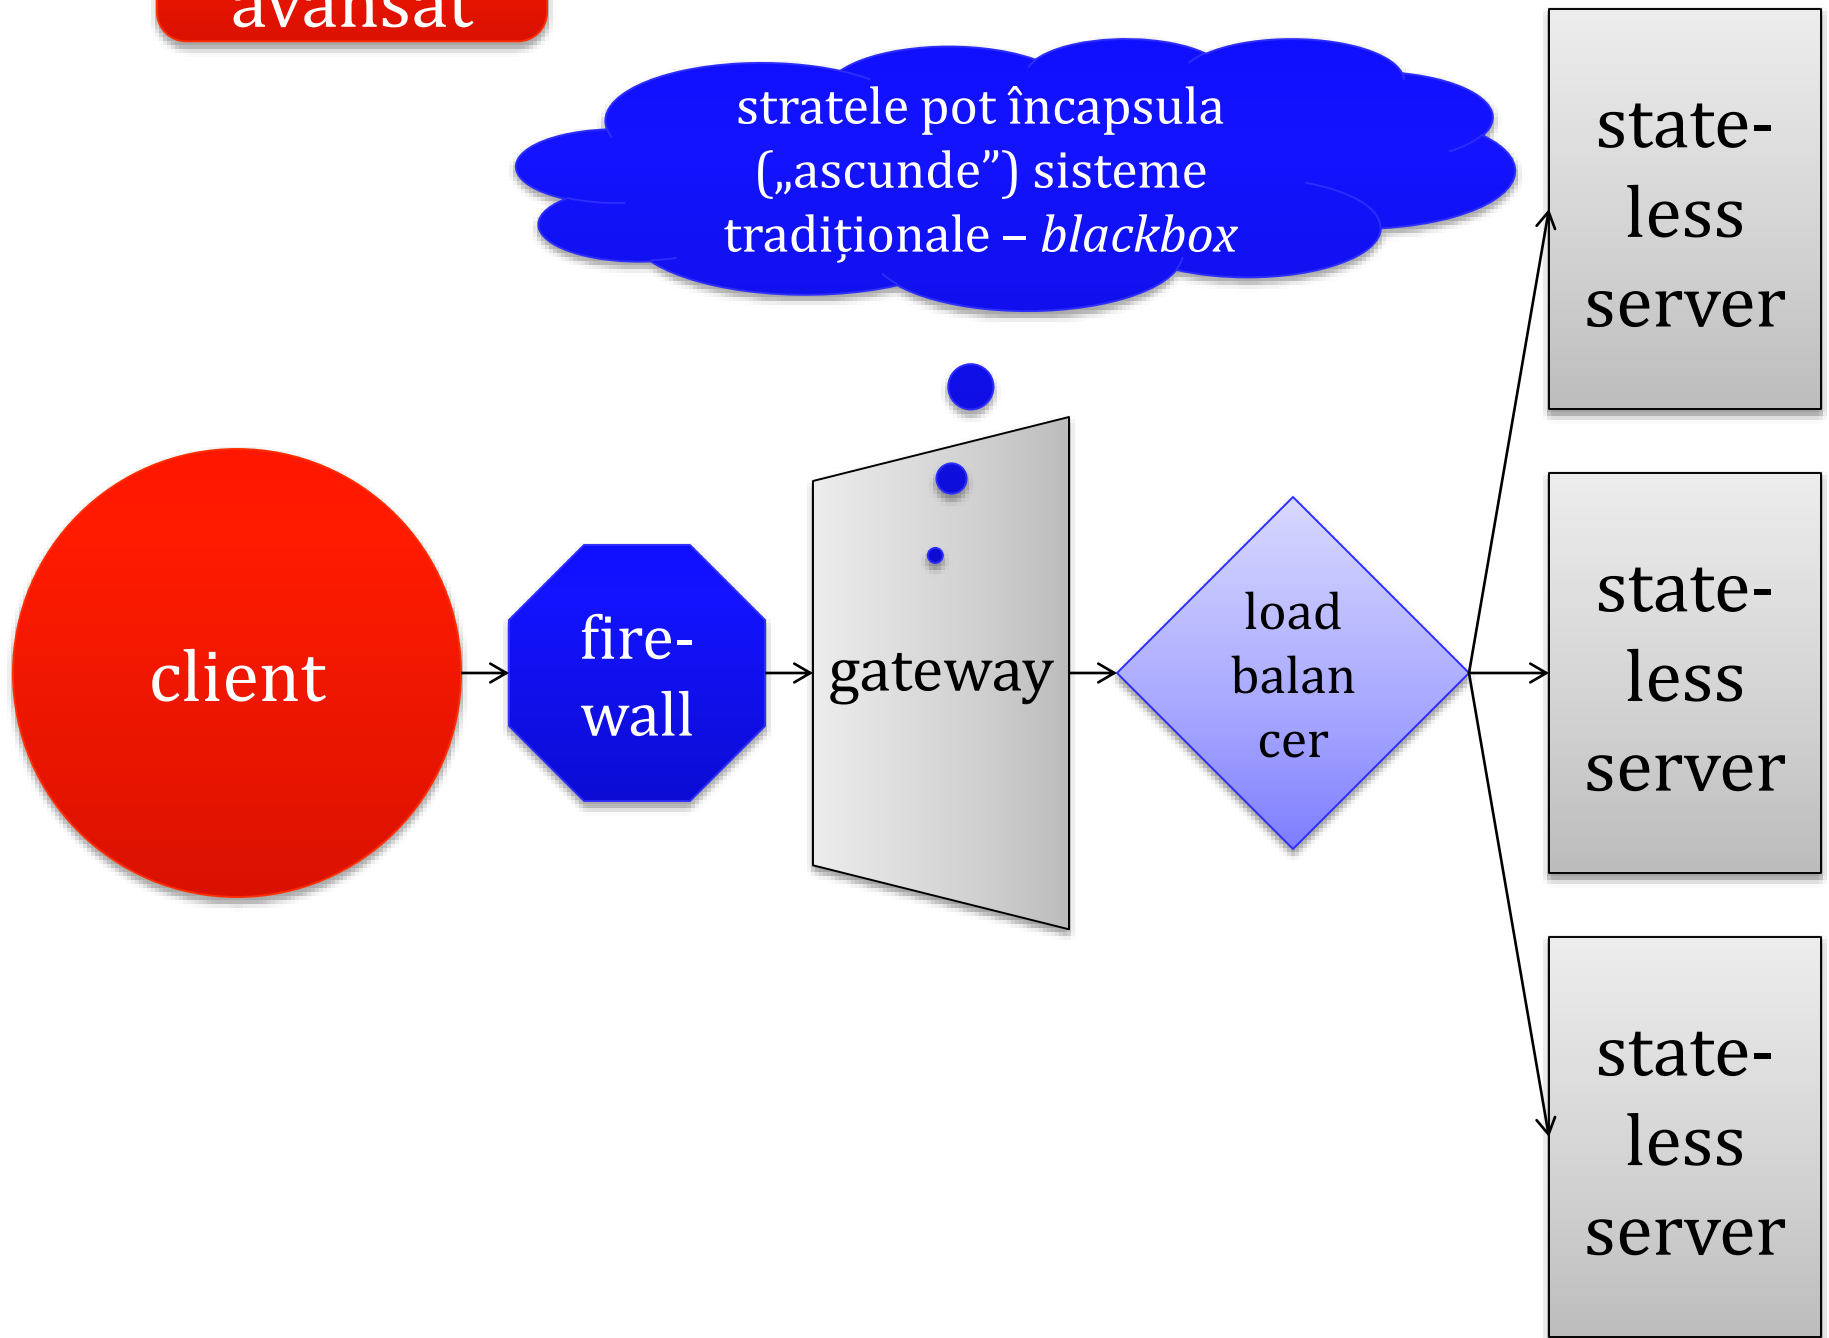 avansat
stratele pot încapsula
(„ascunde”) sisteme
tradiționale – blackbox
state-
less
server
client
fire-
wall
gateway
load
balan
cer
state-
less
server
state-
less
server